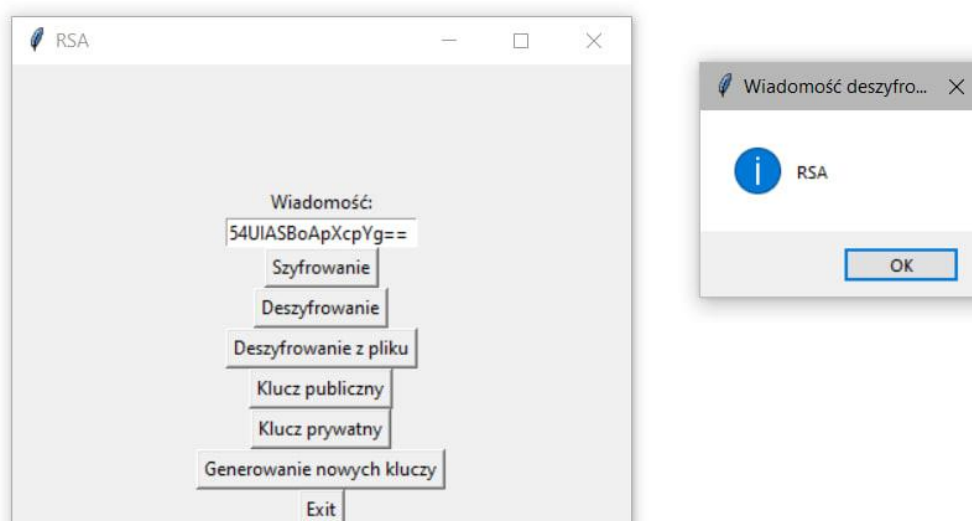 RSA
Wiadomość:
54UIASBoApXcpYg==
Szyfrowanie
Deszyfrowanie
Deszyfrowanie z pliku
Klucz publiczny
Klucz prywatny
Generowanie nowych kluczy
Exit
Wiadomość deszyfro...
RSA
OK